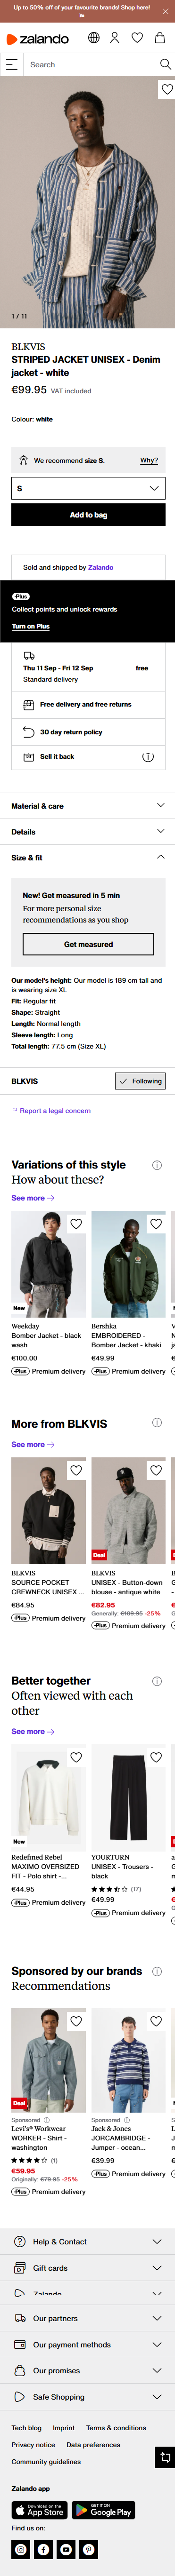 Up to 50% off of your favourite brands! Shop here!
zalando
Search
1 / 11
BLKVIS
STRIPED JACKET UNISEX - Denim
jacket - white
€99.95 VAT included
Colour: white
We recommend size S.
Why?
S
Add to bag
Sold and shipped by Zalando
Plus
Collect points and unlock rewards
Turn on Plus
Thu 11 Sep - Fri 12 Sep
free
Standard delivery
Free delivery and free returns
30 day return policy
Sell it back
Material & care
Details
Size & fit
New! Get measured in 5 min
For more personal size
recommendations as you shop
Get measured
Our model's height: Our model is 189 cm tall and
is wearing size XL
Fit: Regular fit
Shape: Straight
Length: Normal length
Sleeve length: Long
Total length: 77.5 cm (Size XL)
BLKVIS
Following
Report a legal concern
Variations of this style
How about these?
See more
New
Weekday
Bomber Jacket - black
wash
€100.00
Plus Premium delivery
Bershka
EMBROIDERED -
Bomber Jacket - khaki
€49.99
Plus Premium delivery
More from BLKVIS
See more
BLKVIS
SOURCE POCKET
CREWNECK UNISEX ...
€84.95
Plus Premium delivery
Deal
BLKVIS
UNISEX - Button-down
blouse - antique white
€82.95
Generally: €109.95 -25%
Plus Premium delivery
Better together
Often viewed with each
other
See more
New
Redefined Rebel
MAXIMO OVERSIZED
FIT - Polo shirt -...
€44.95
Plus Premium delivery
YOURTURN
UNISEX - Trousers -
black
(17)
€49.99
Plus Premium delivery
Sponsored by our brands
Recommendations
Deal
Sponsored
Levi's® Workwear
WORKER - Shirt -
washington
(1)
€59.95
Originally: €79.95 -25%
Plus Premium delivery
Sponsored
Jack & Jones
JORCAMBRIDGE -
Jumper - ocean...
€39.99
Plus Premium delivery
Help & Contact
Gift cards
Zalando
Our partners
Our payment methods
Our promises
Safe Shopping
Tech blog
Imprint
Terms & conditions
Privacy notice
Data preferences
Community guidelines
Zalando app
Download on the
App Store
GET IT ON
Google Play
Find us on: